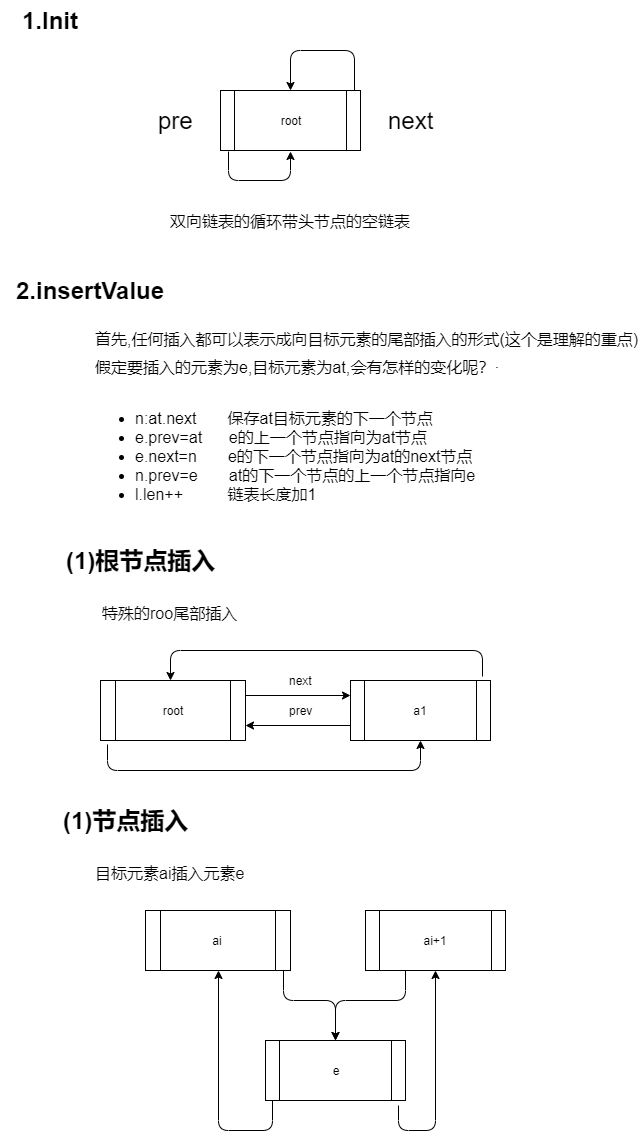 1.Init
pre
root
next
双向链表的循环带头节点的空链表
2.insertValue
首先,任何插入都可以表示成向目标元素的尾部插入的形式(这个是理解的重点)
假定要插入的元素为e,目标元素为at,会有怎样的变化呢？·
• n:at.next 保存at目标元素的下一个节点
• e.prev=at e的上一个节点指向为at节点
• e.next=n e的下一个节点指向为at的next节点
• n.prev=e at的下一个节点的上一个节点指向e
• l.len++ 链表长度加1
(1)根节点插入
特殊的roo尾部插入
next
root
prev
a1
(1)节点插入
目标元素ai插入元素e
ai
ai+1
e